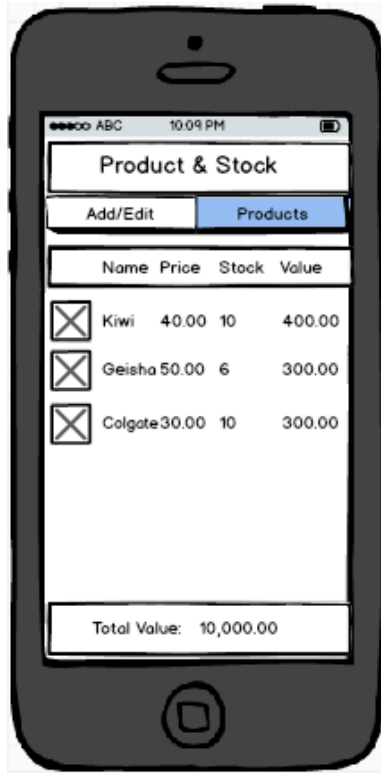 ABC 10:09 PM
Product & Stock
Add/Edit Products
Name Price Stock Value
Kiwi 40.00 10 400.00
Geisha 50.00 6 300.00
Colgate 30.00 10 300.00
Total Value: 10,000.00